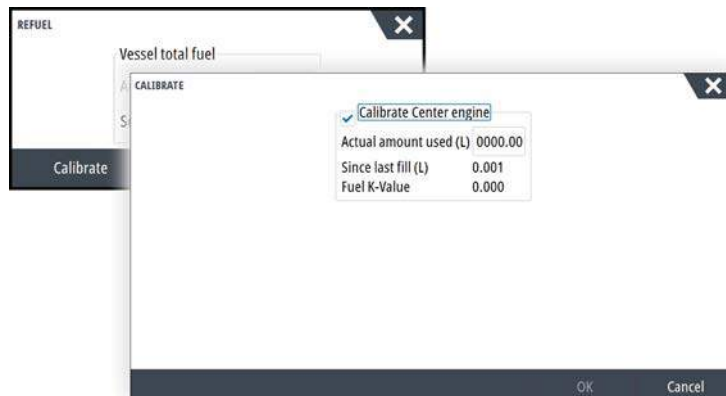 REFUEL
Vessel total fuel
CALIBRATE
Calibrate Center engine
Actual amount used (L) 0000.00
Since last fill (L) 0.001
Fuel K-Value 0.000
Calibrate
OK Cancel